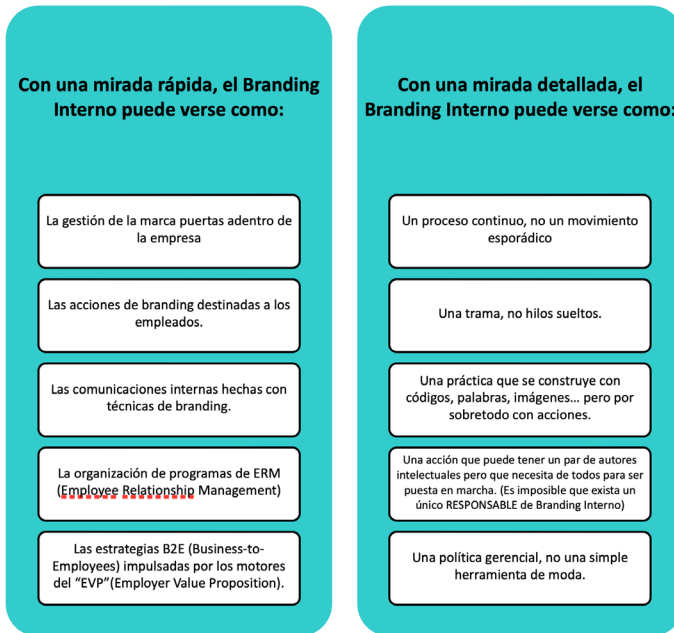 Con una mirada rápida, el Branding
Interno puede verse como:
La gestión de la marca puertas adentro de
la empresa
Las acciones de branding destinadas a los
empleados.
Las comunicaciones internas hechas con
técnicas de branding.
La organización de programas de ERM
(Employee Relationship Management)
Las estrategias B2E (Business-to-
Employees) impulsadas por los motores
del “EVP”(Employer Value Proposition).
Con una mirada detallada, el
Branding Interno puede verse como:
Un proceso continuo, no un movimiento
esporádico
Una trama, no hilos sueltos.
Una práctica que se construye con
códigos, palabras, imágenes... pero por
sobretodo con acciones.
Una acción que puede tener un par de autores
intelectuales pero que necesita de todos para ser
puesta en marcha. (Es imposible que exista un
único RESPONSABLE de Branding Interno)
Una política gerencial, no una simple
herramienta de moda.